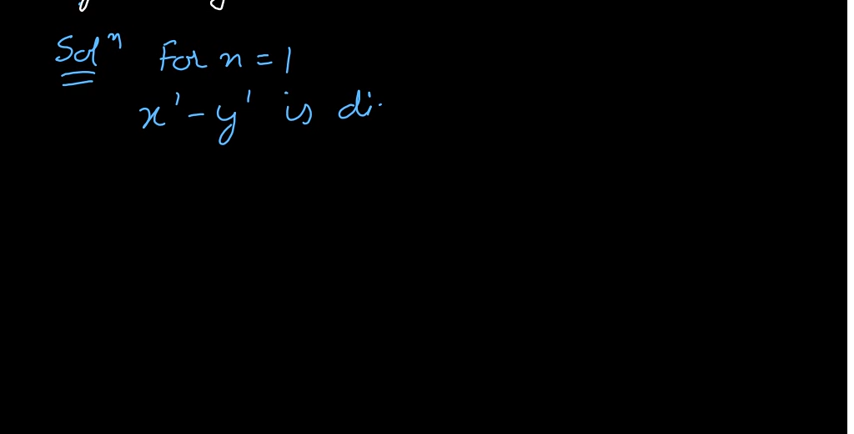 Solⁿ For n = 1
x¹ - y¹ is di